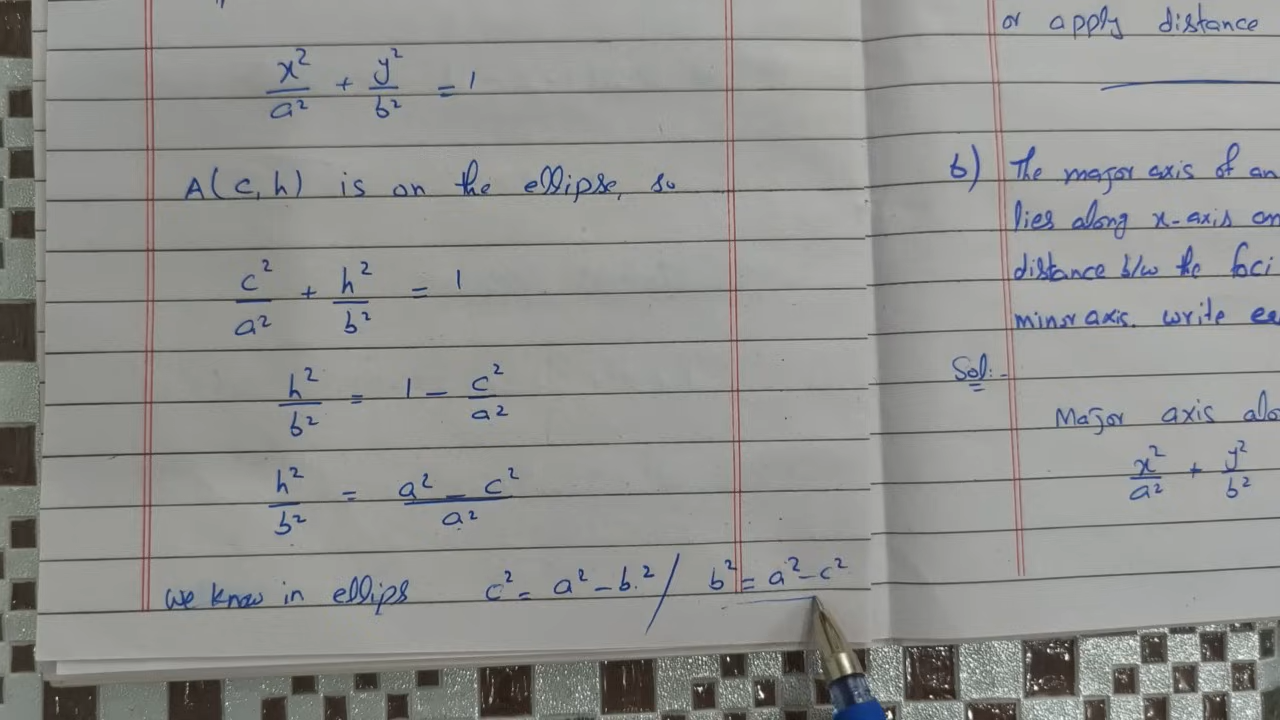 x²/a² + y²/b² = 1
A(c,h) is on the ellipse, so
c²/a² + h²/b² = 1
h²/b² = 1 - c²/a²
h²/b² = a² - c²/a²
we know in ellips c² = a² - b² / b² = a² - c²
or apply distance
b) The major axis of an
lies along x-axis an
distance b/w the foci
minor axis. write
Sol:-
Major axis alo
x²/a² + y²/b²